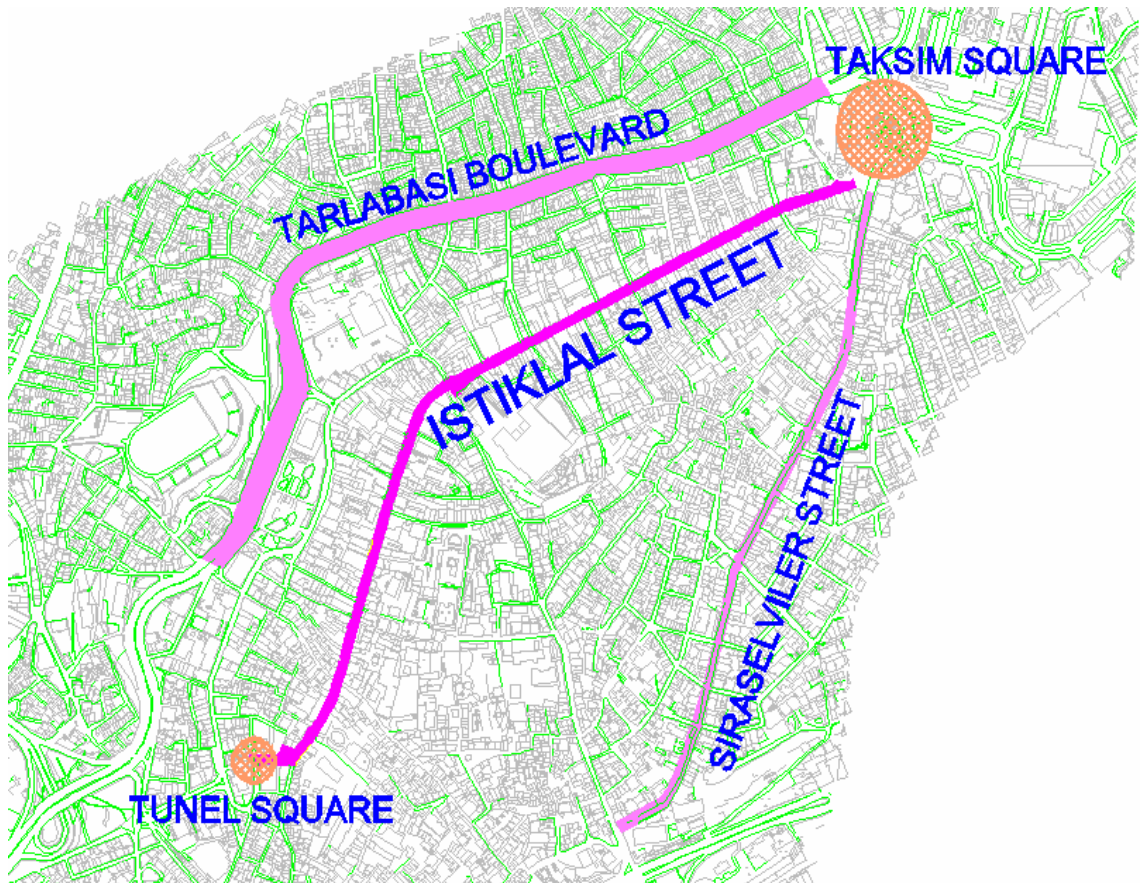 TAKSIM SQUARE
TARLABASI BOULEVARD
ISTIKLAL STREET
SIRASELVILER STREET
TUNEL SQUARE